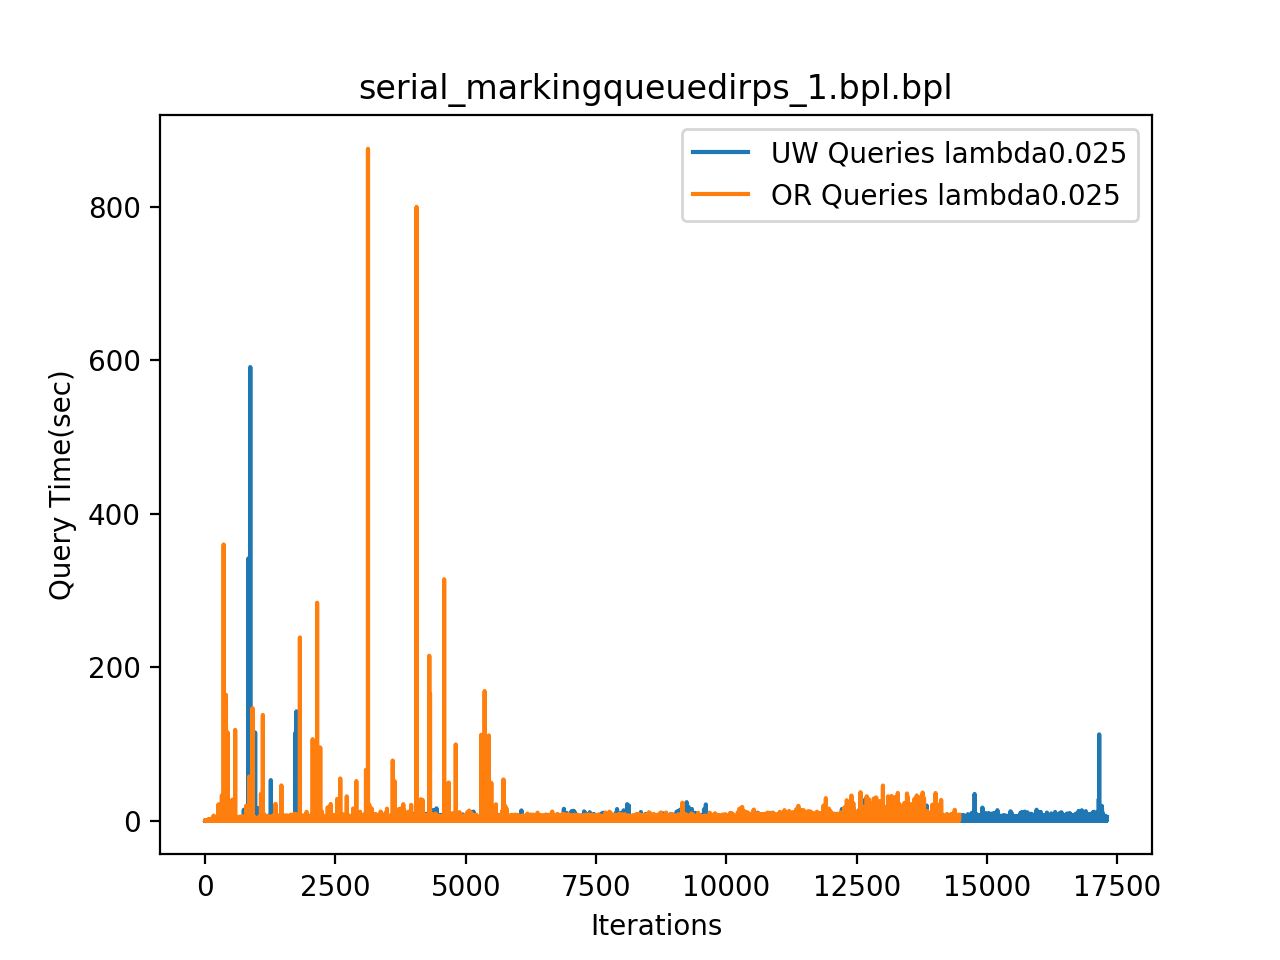 serial_markingqueuedirps_1.bpl.bpl
UW Queries lambda0.025
OR Queries lambda0.025
Query Time(sec)
800
600
400
200
0
0 2500 5000 7500 10000 12500 15000 17500
Iterations